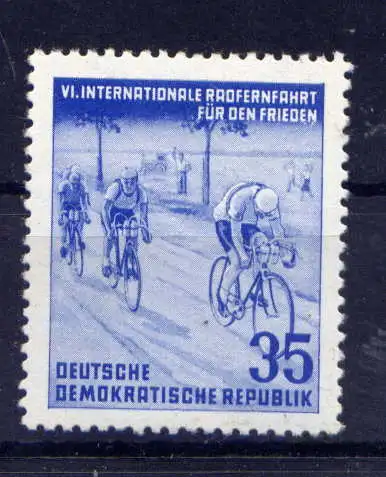 VI. INTERNATIONALE RADFERNFAHRT
FÜR DEN FRIEDEN
35
DEUTSCHE
DEMOKRATISCHE REPUBLIK